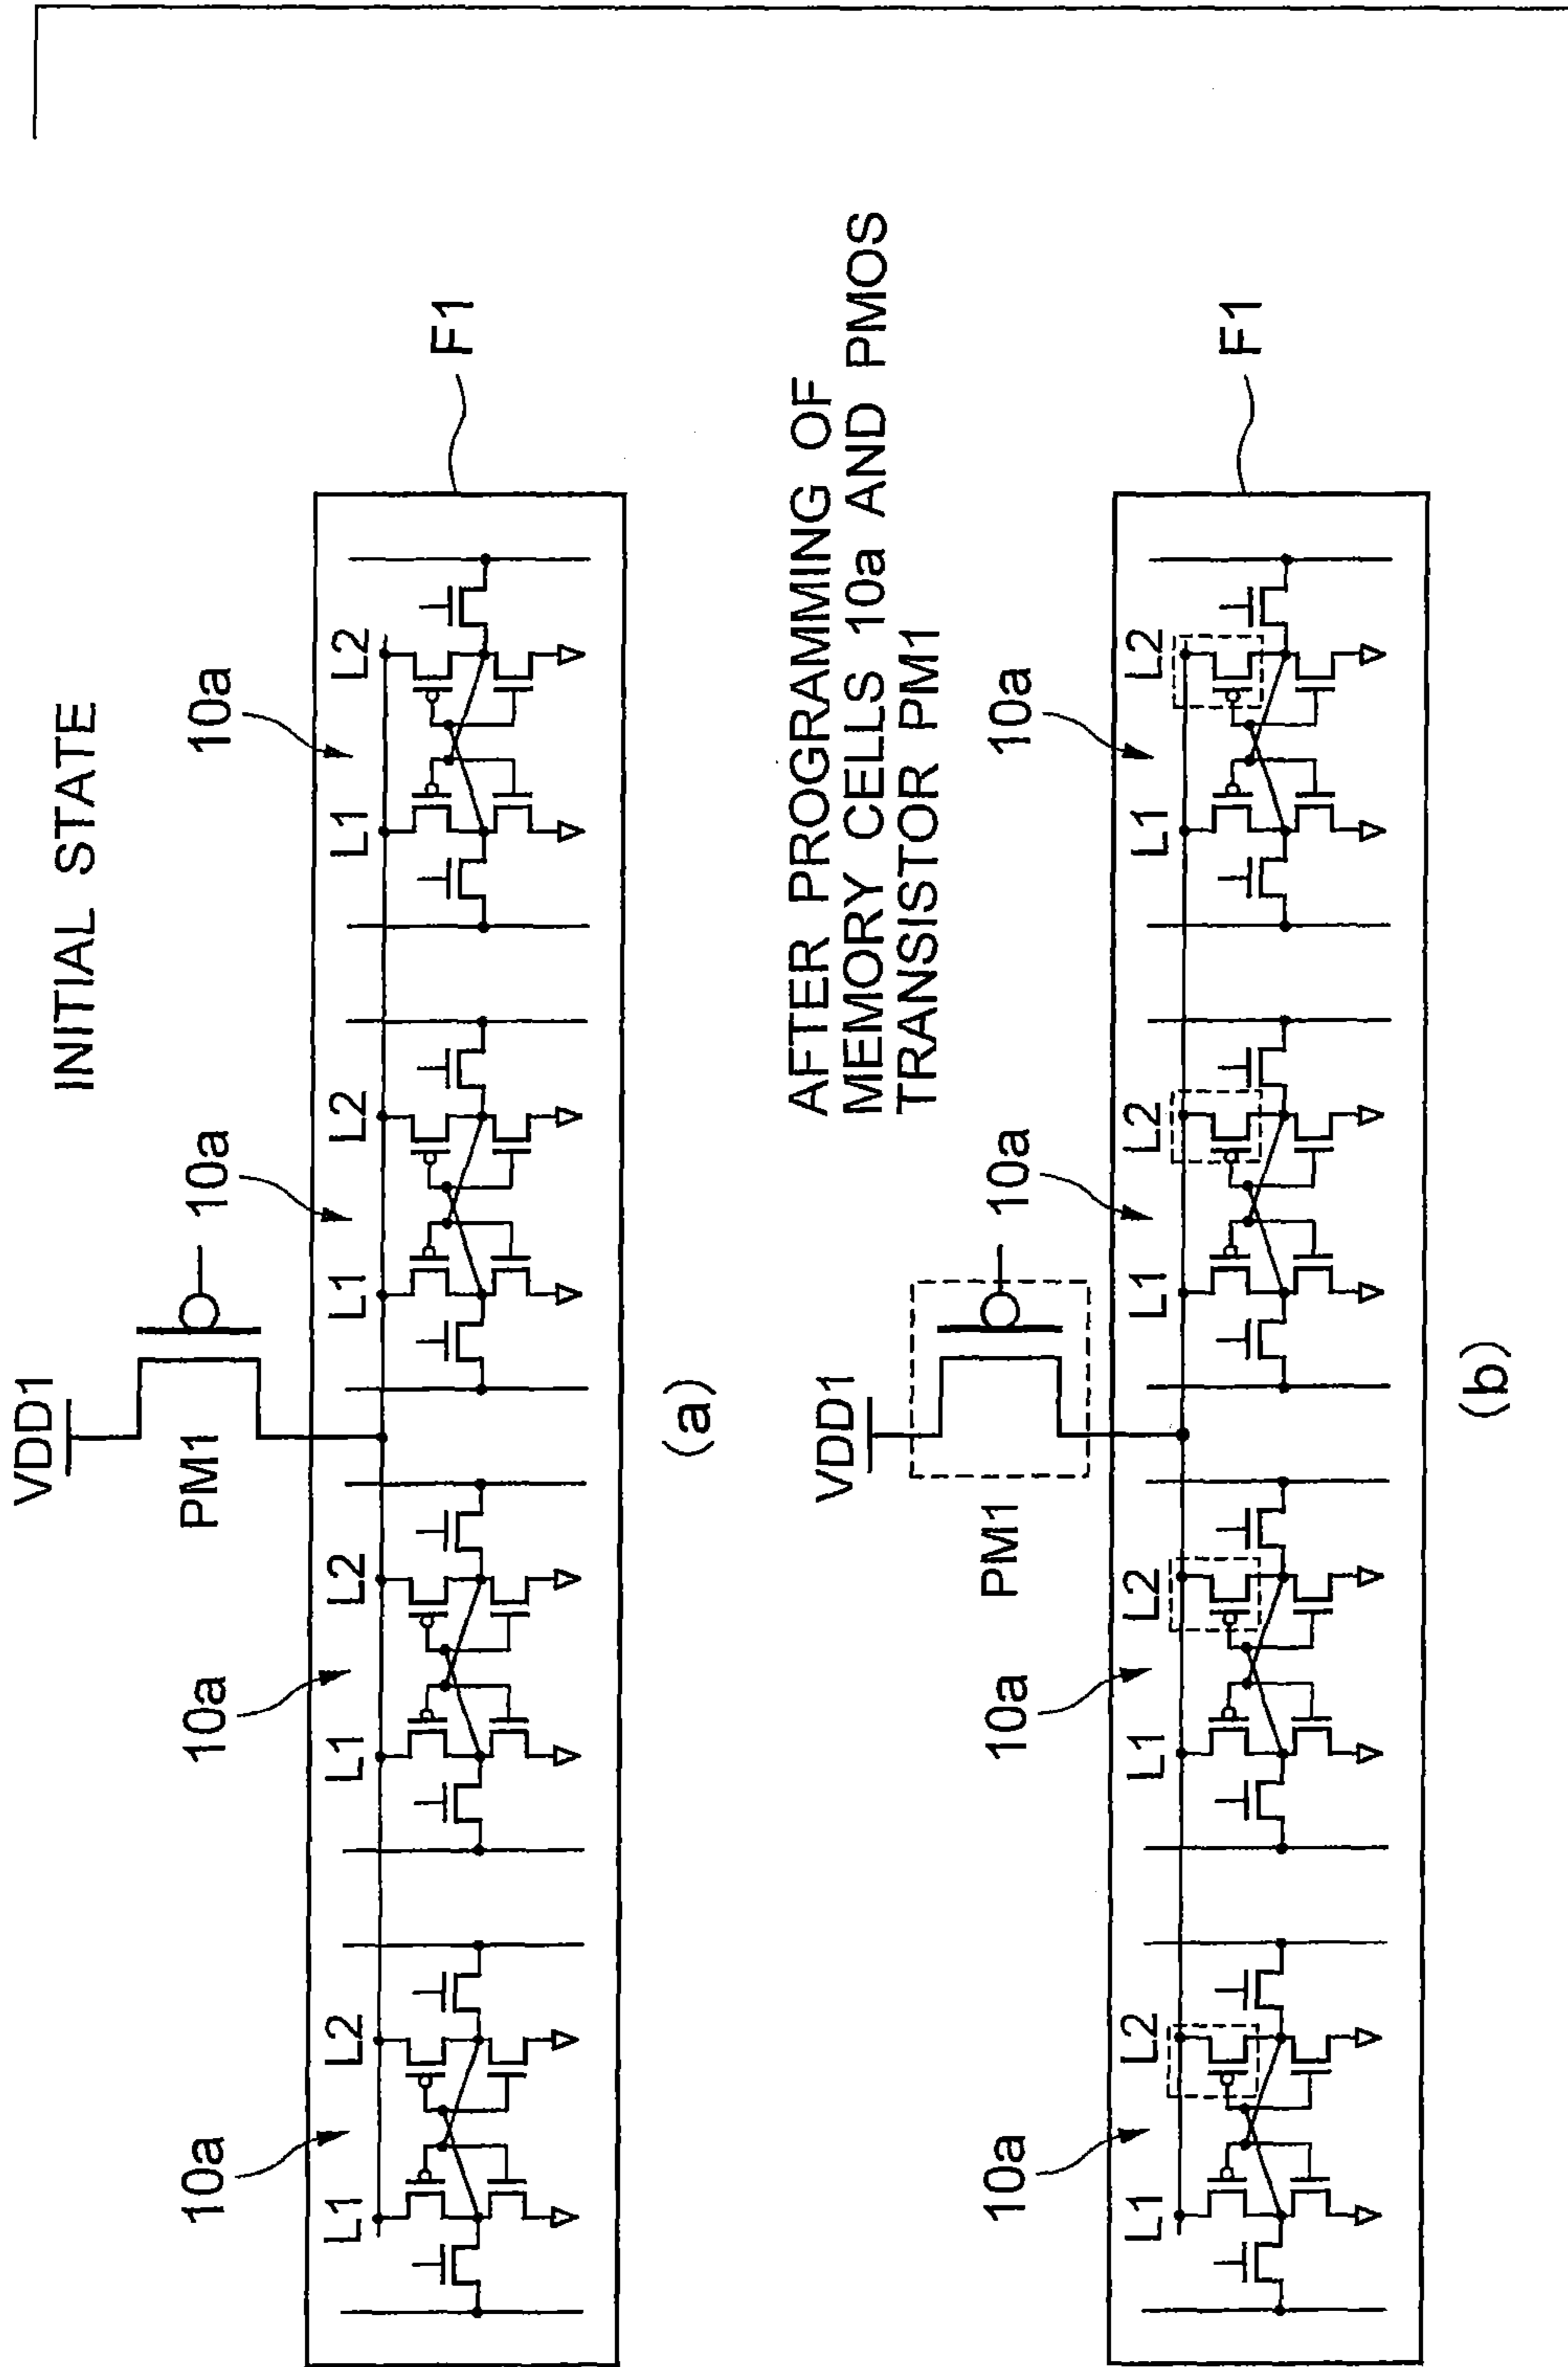 INITIAL STATE
VDD1
PM1
10a
L1
L2
10a
L1
L2
10a
L1
L2
10a
L1
L2
F1
(a)
AFTER PROGRAMMING OF
MEMORY CELLS 10a AND PMOS
TRANSISTOR PM1
VDD1
PM1
10a
L1
L2
10a
L1
L2
10a
L1
L2
10a
L1
L2
F1
(b)